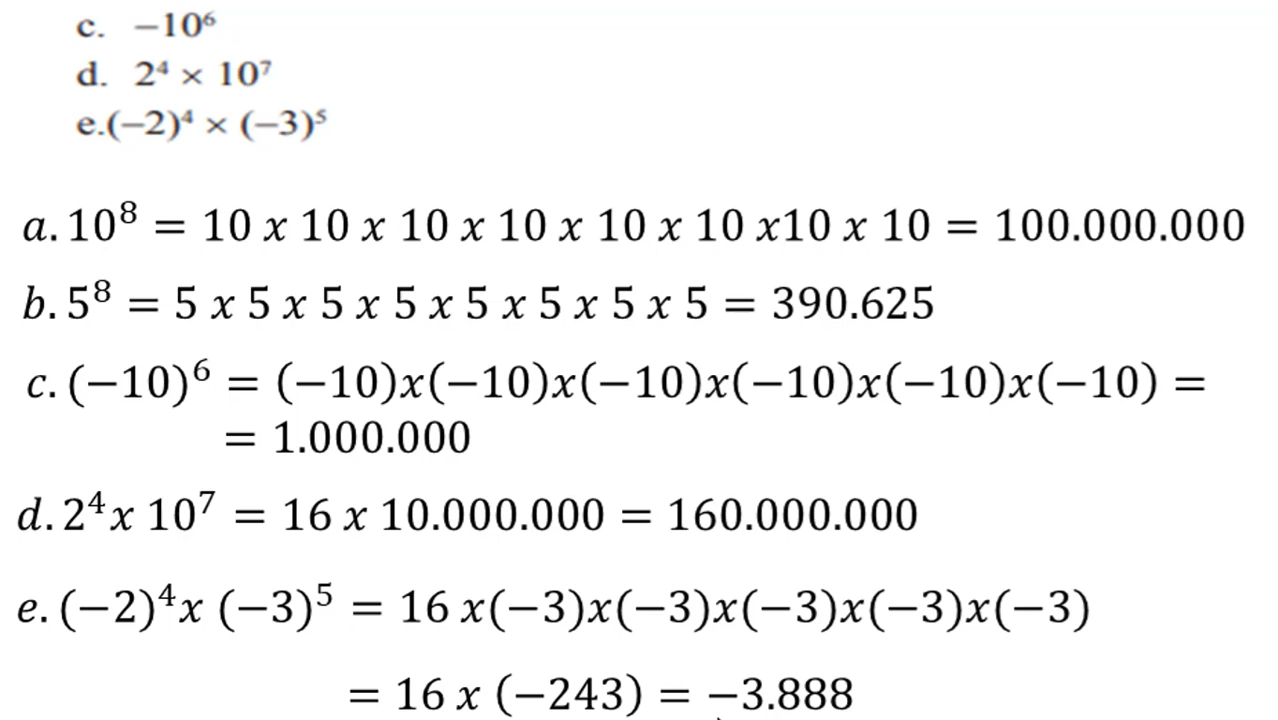 c. −10⁶
d. 2⁴ × 10⁷
e.(−2)⁴ × (−3)⁵
a. 10⁸ = 10 x 10 x 10 x 10 x 10 x 10 x10 x 10 = 100.000.000
b. 5⁸ = 5 x 5 x 5 x 5 x 5 x 5 x 5 x 5 = 390.625
c. (−10)⁶ = (−10)x(−10)x(−10)x(−10)x(−10)x(−10) =
= 1.000.000
d. 2⁴x 10⁷ = 16 x 10.000.000 = 160.000.000
e. (−2)⁴x (−3)⁵ = 16 x(−3)x(−3)x(−3)x(−3)x(−3)
= 16 x (−243) = −3.888